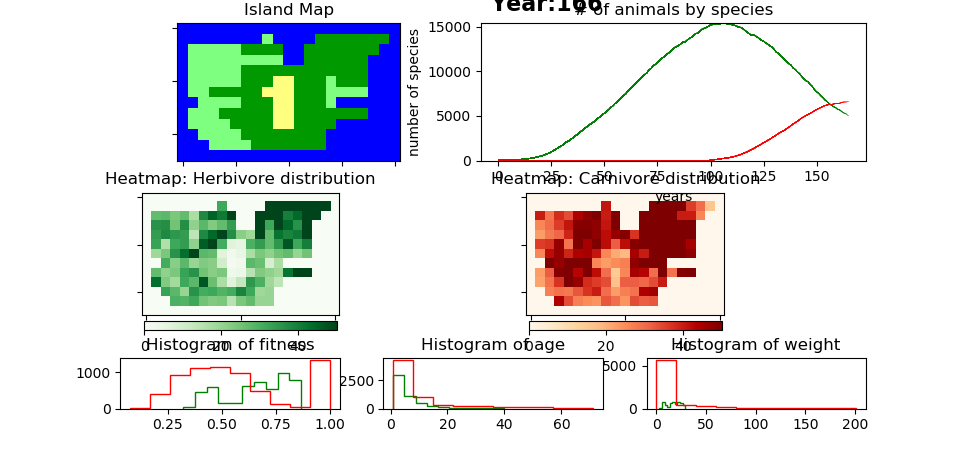 Year:166
Island Map
# of animals by species
number of species
15000
10000
5000
0
0 25 50 75 100 125 150
years
Heatmap: Herbivore distribution
Heatmap: Carnivore distribution
0 20 40
0 20 40
Histogram of fitness
Histogram of age
Histogram of weight
1000
0
0.25 0.50 0.75 1.00
2500
0
0 20 40 60
5000
0
0 50 100 150 200